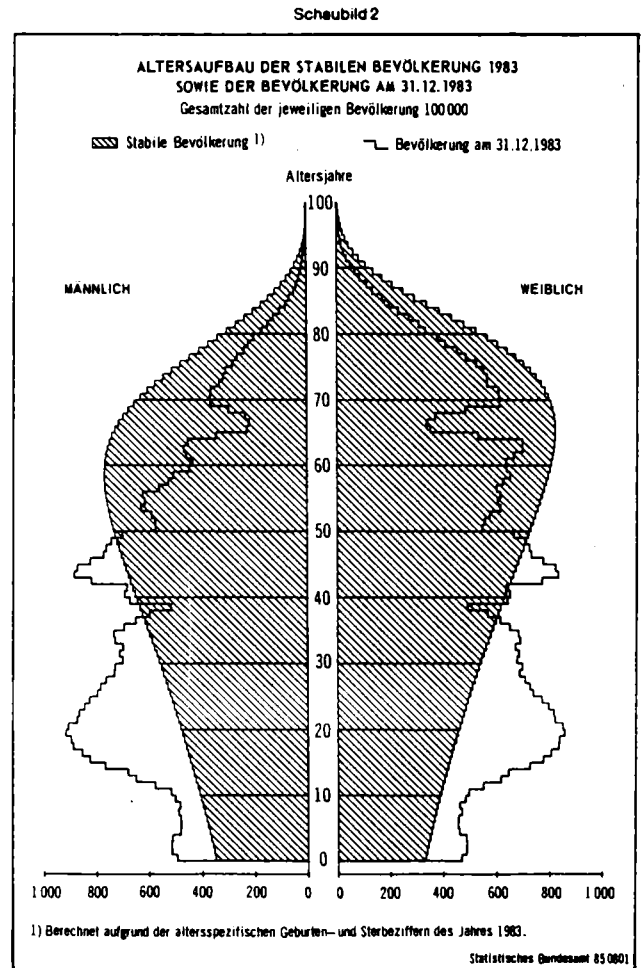 Schaubild 2
ALTERSAUFBAU DER STABILEN BEVÖLKERUNG 1983
SOWIE DER BEVÖLKERUNG AM 31.12.1983
Gesamtzahl der jeweiligen Bevölkerung 100 000
Stabile Bevölkerung 1) Bevölkerung am 31.12.1983
Altersjahre
100
90
MÄNNLICH WEIBLICH
80
70
60
50
40
30
20
10
0
1 000 800 600 400 200 0 0 200 400 600 800 1 000
1) Berechnet aufgrund der altersspezifischen Geburten- und Sterbeziffern des Jahres 1983.
Statistisches Bundesamt 85 0801